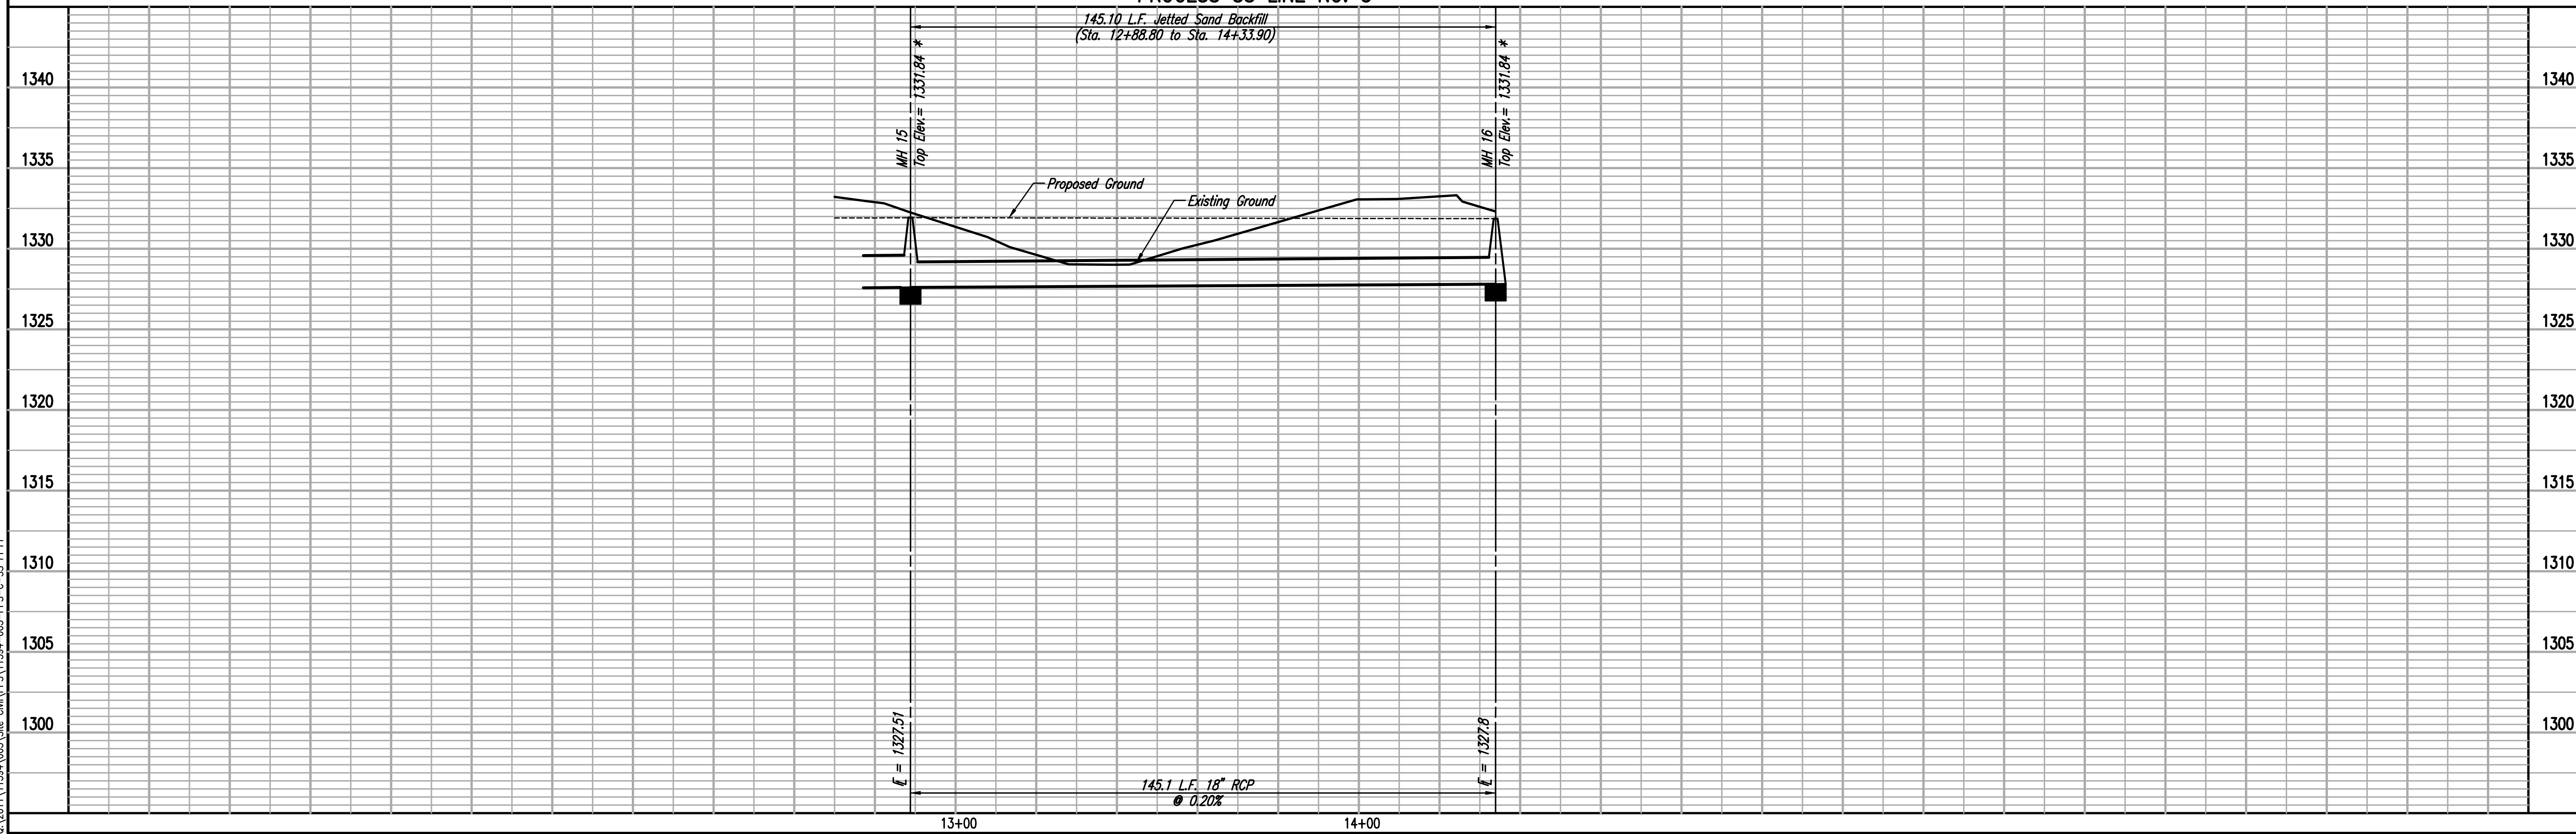 145.10 L.F. Jetted Sand Backfill
(Sta. 12+88.80 to Sta. 14+33.90)
MH 15
Top Elev.= 1331.84 *
MH 16
Top Elev.= 1331.84 *
Proposed Ground
Existing Ground
1340
1340
1335
1335
1330
1330
1325
1325
1320
1320
1315
1315
1310
1310
1305
1305
1300
1300
= 1327.51
= 1327.8
145.1 L.F. 18" RCP
@ 0.20%
13+00
14+00